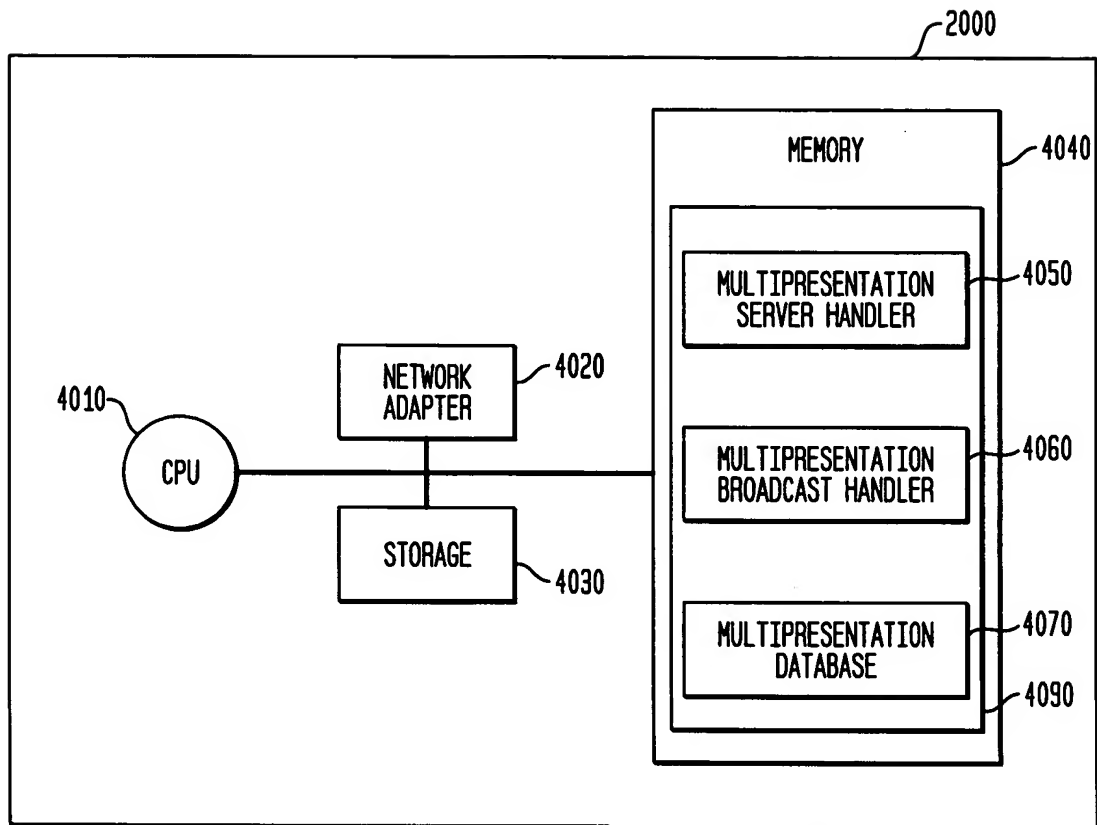 2000
MEMORY
4040
MULTIPRESENTATION
SERVER HANDLER
4050
NETWORK
ADAPTER
4020
4010
CPU
MULTIPRESENTATION
BROADCAST HANDLER
4060
STORAGE
4030
MULTIPRESENTATION
DATABASE
4070
4090